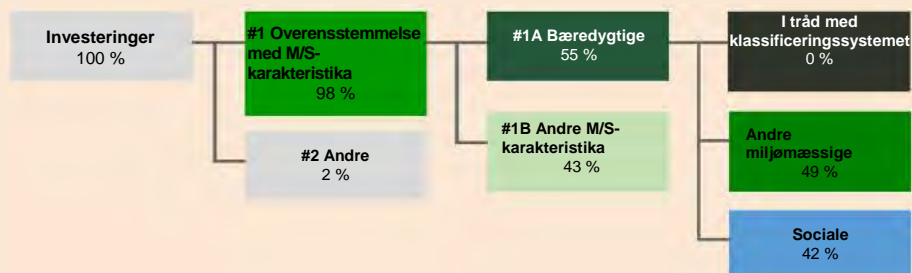 Investeringer
100 %
#1 Overensstemmelse
med M/S-
karakteristika
98 %
#2 Andre
2 %
#1A Bæredygtige
55 %
#1B Andre M/S-
karakteristika
43 %
I tråd med
klassificeringssystemet
0 %
Andre
miljømæssige
49 %
Sociale
42 %